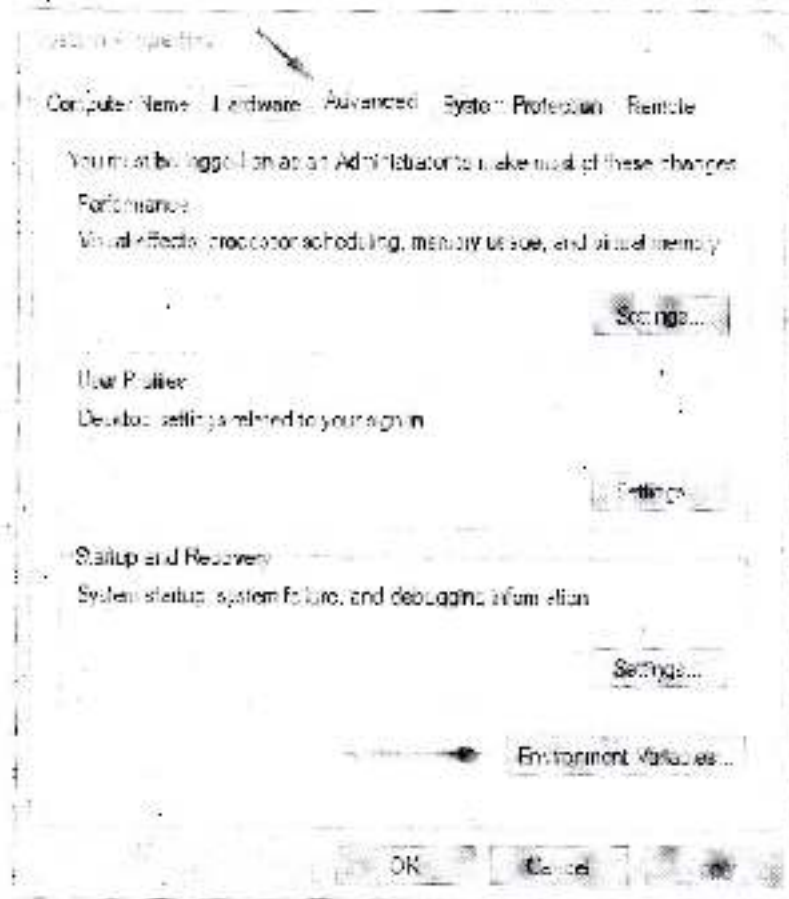 System Properties
Computer Name Hardware Advanced System Protection Remote
You must be logged on as an Administrator to make most of these changes
Performance
Visual effects, processor scheduling, memory usage, and virtual memory
Settings...
User Profiles
Desktop settings related to your sign-in
Settings...
Startup and Recovery
System startup, system failure, and debugging information
Settings...
Environment Variables...
OK Cancel